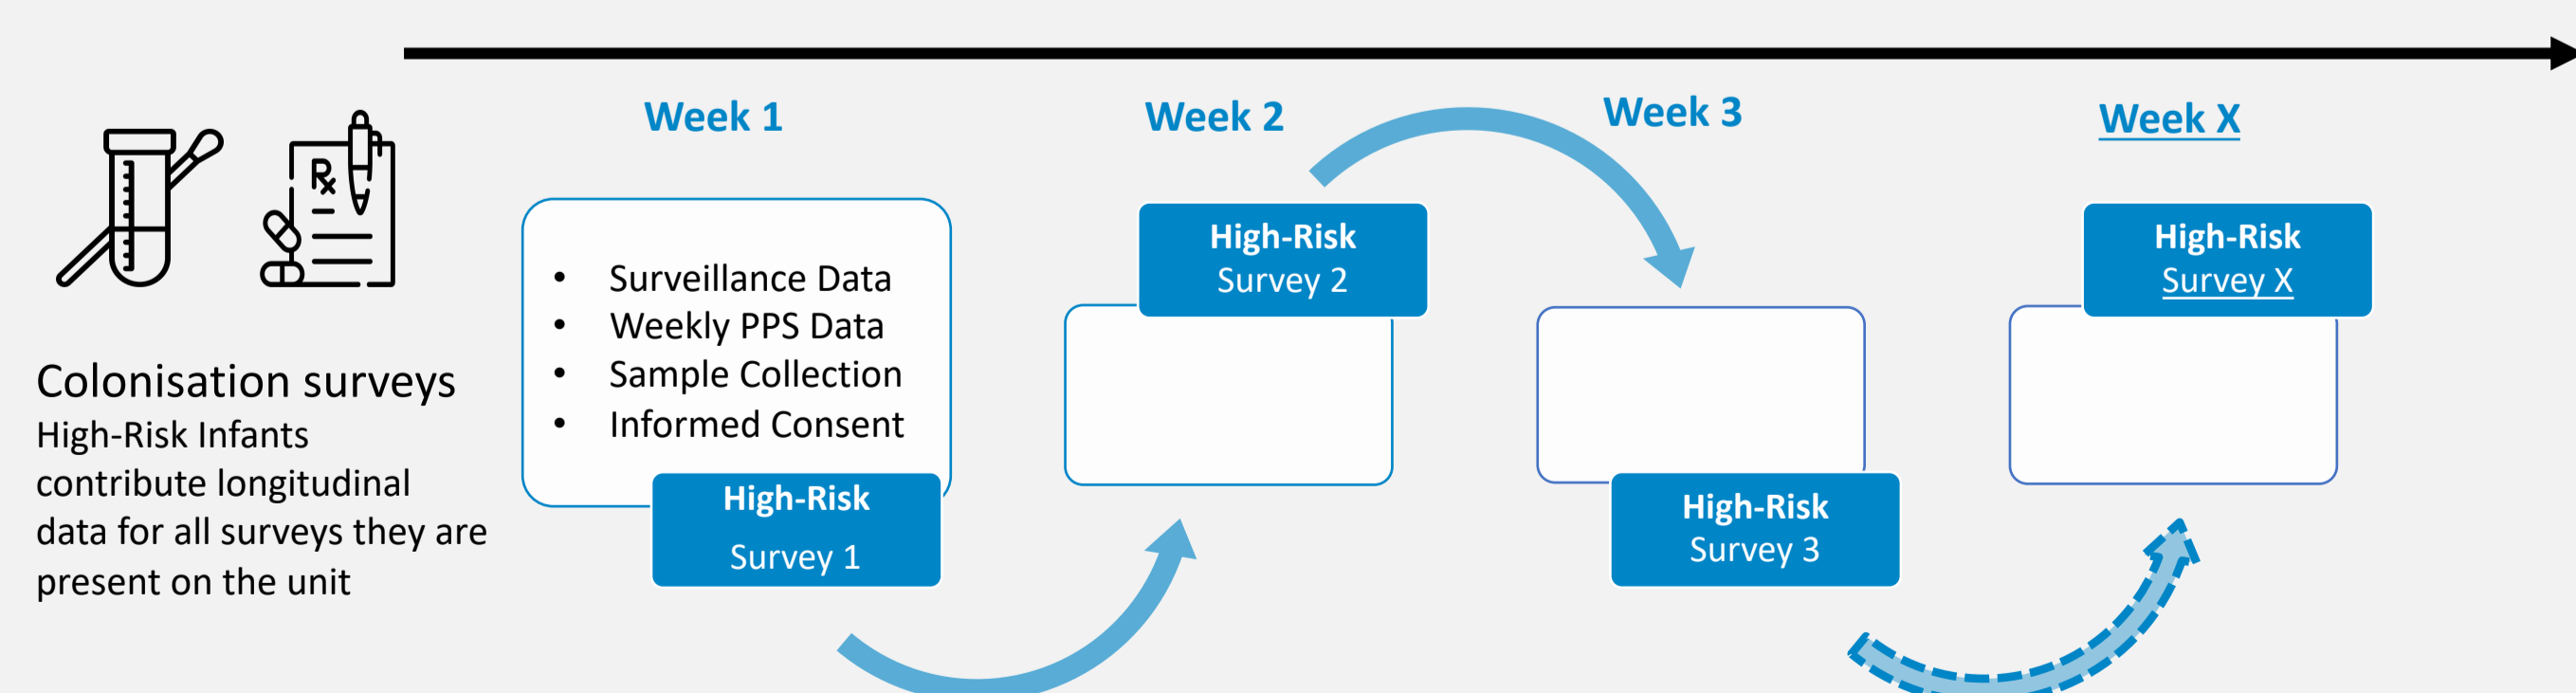 Week 1
Week 2
Week 3
Week X
Rx
Colonisation surveys
High-Risk Infants
contribute longitudinal
data for all surveys they are
present on the unit
• Surveillance Data
• Weekly PPS Data
• Sample Collection
• Informed Consent
High-Risk
Survey 1
High-Risk
Survey 2
High-Risk
Survey 3
High-Risk
Survey X